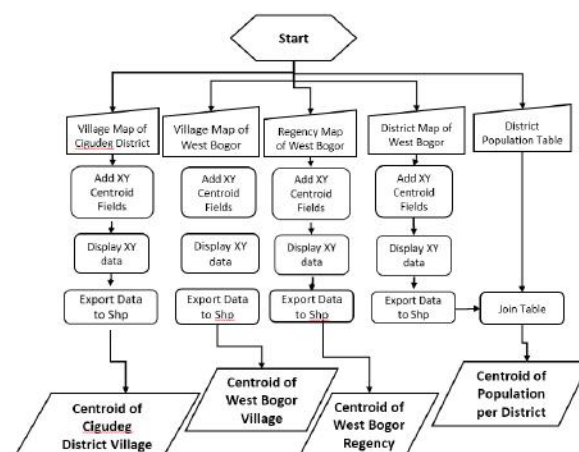 Start
Village Map of
Cigudeg District
Village Map of
West Bogor
Regency Map
of West Bogor
District Map of
West Bogor
District
Population Table
Add XY
Centroid
Fields
Add XY
Centroid
Fields
Add XY
Centroid
Fields
Add XY
Centroid
Fields
Display XY
data
Display XY
data
Display XY
data
Display XY
data
Export Data
to Shp
Export Data
to Shp
Export Data
to Shp
Export Data
to Shp
Join Table
Centroid of
Cigudeg
District Village
Centroid of
West Bogor
Village
Centroid of
West Bogor
Regency
Centroid of
Population
per District